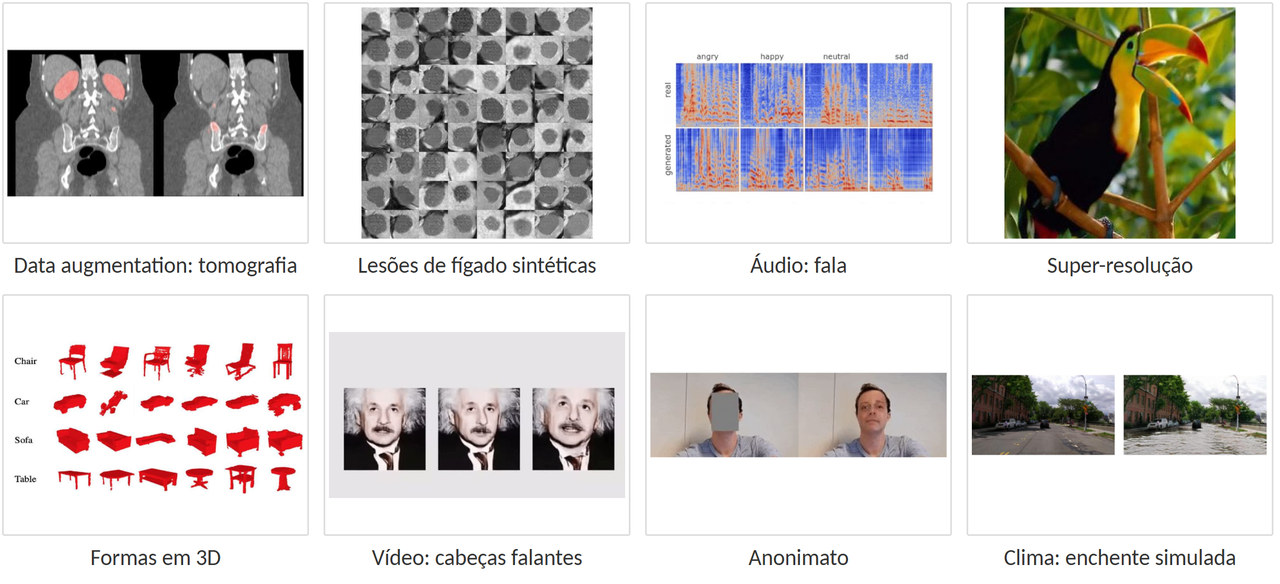 angry happy neutral sad
real
generated
Data augmentation: tomografia
Lesões de fígado sintéticas
Áudio: fala
Super-resolução
Chair
Car
Sofa
Table
Formas em 3D
Vídeo: cabeças falantes
Anonimato
Clima: enchente simulada